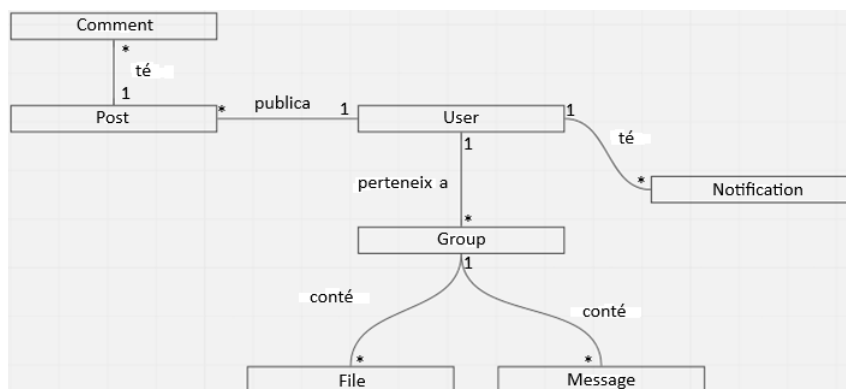 Comment
*
té
1
Post
*
publica
1
User
1
té
*
Notification
1
perteneix a
*
Group
1
conté
conté
*
File
*
Message